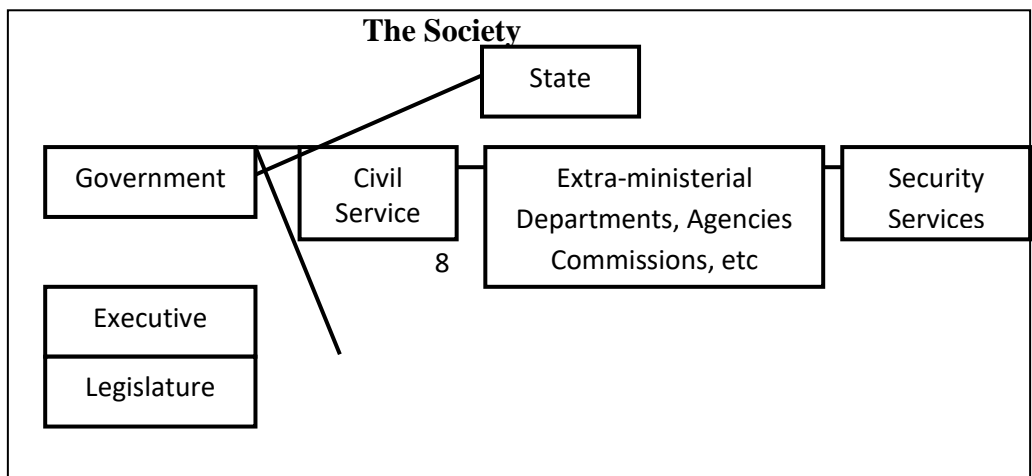 The Society
State
Government
Civil
Service
Extra-ministerial
Departments, Agencies
Commissions, etc
Security
Services
8
Executive
Legislature